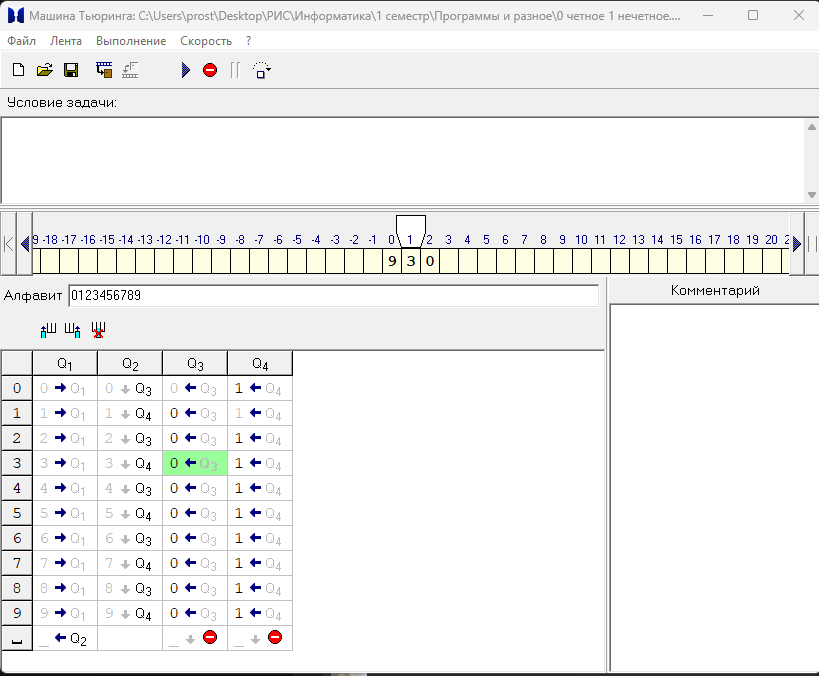 Машина Тьюринга: C:\Users\prost\Desktop\РИС\Информатика\1 семестр\Программы и разное\0 четное 1 нечетное....
Файл Лента Выполнение Скорость ?
Условие задачи:
9 -18 -17 -16 -15 -14 -13 -12 -11 -10 -9 -8 -7 -6 -5 -4 -3 -2 -1 0 1 2 3 4 5 6 7 8 9 10 11 12 13 14 15 16 17 18 19 20 2
9 3 0
Алфавит 0123456789
Комментарий
Q1 Q2 Q3 Q4
0 0 → Q1 0 ↓ Q3 0 ← Q3 1 ← Q4
1 1 → Q1 1 ↓ Q4 0 ← Q3 1 ← Q4
2 2 → Q1 2 ↓ Q3 0 ← Q3 1 ← Q4
3 3 → Q1 3 ↓ Q4 0 ← Q3 1 ← Q4
4 4 → Q1 4 ↓ Q3 0 ← Q3 1 ← Q4
5 5 → Q1 5 ↓ Q4 0 ← Q3 1 ← Q4
6 6 → Q1 6 ↓ Q3 0 ← Q3 1 ← Q4
7 7 → Q1 7 ↓ Q4 0 ← Q3 1 ← Q4
8 8 → Q1 8 ↓ Q3 0 ← Q3 1 ← Q4
9 9 → Q1 9 ↓ Q4 0 ← Q3 1 ← Q4
_ ← Q2 _ ↓ _ ↓